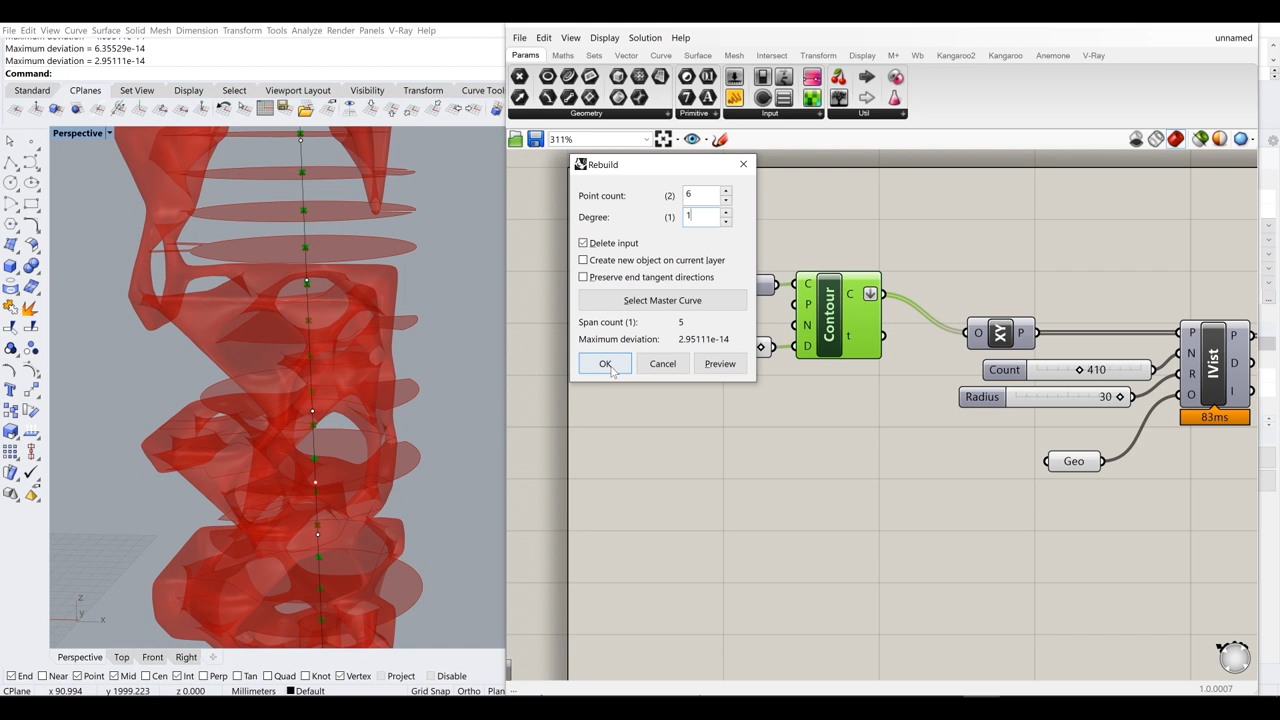 File Edit View Curve Surface Solid Mesh Dimension Transform Tools Analyze Render Panels V-Ray Help
Maximum deviation = 6.35529e-14
Maximum deviation = 2.95111e-14
Command:
Standard CPlanes Set View Display Select Viewport Layout Visibility Transform Curve Tool
Perspective
z
y
x
Perspective Top Front Right
End Near Point Mid Cen Int Perp Tan Quad Knot Vertex Project Disable
CPlane x 90.994 y 1999.223 z 0.000 Millimeters Default Grid Snap Ortho Plan
File Edit View Display Solution Help unnamed
Params Maths Sets Vector Curve Surface Mesh Intersect Transform Display M+ Wb Kangaroo2 Kangaroo Anemone V-Ray
Geometry Primitive Input Util
311%
Rebuild
Point count: (2) 6
Degree: (1) 1
Delete input
Create new object on current layer
Preserve end tangent directions
Select Master Curve
Span count (1): 5
Maximum deviation: 2.95111e-14
OK Cancel Preview
C
P
N
D
Contour
C
t
O XY P
Count 410
Radius 30
P
N
R
O
IVist
P
D
I
83ms
Geo
... 1.0.0007